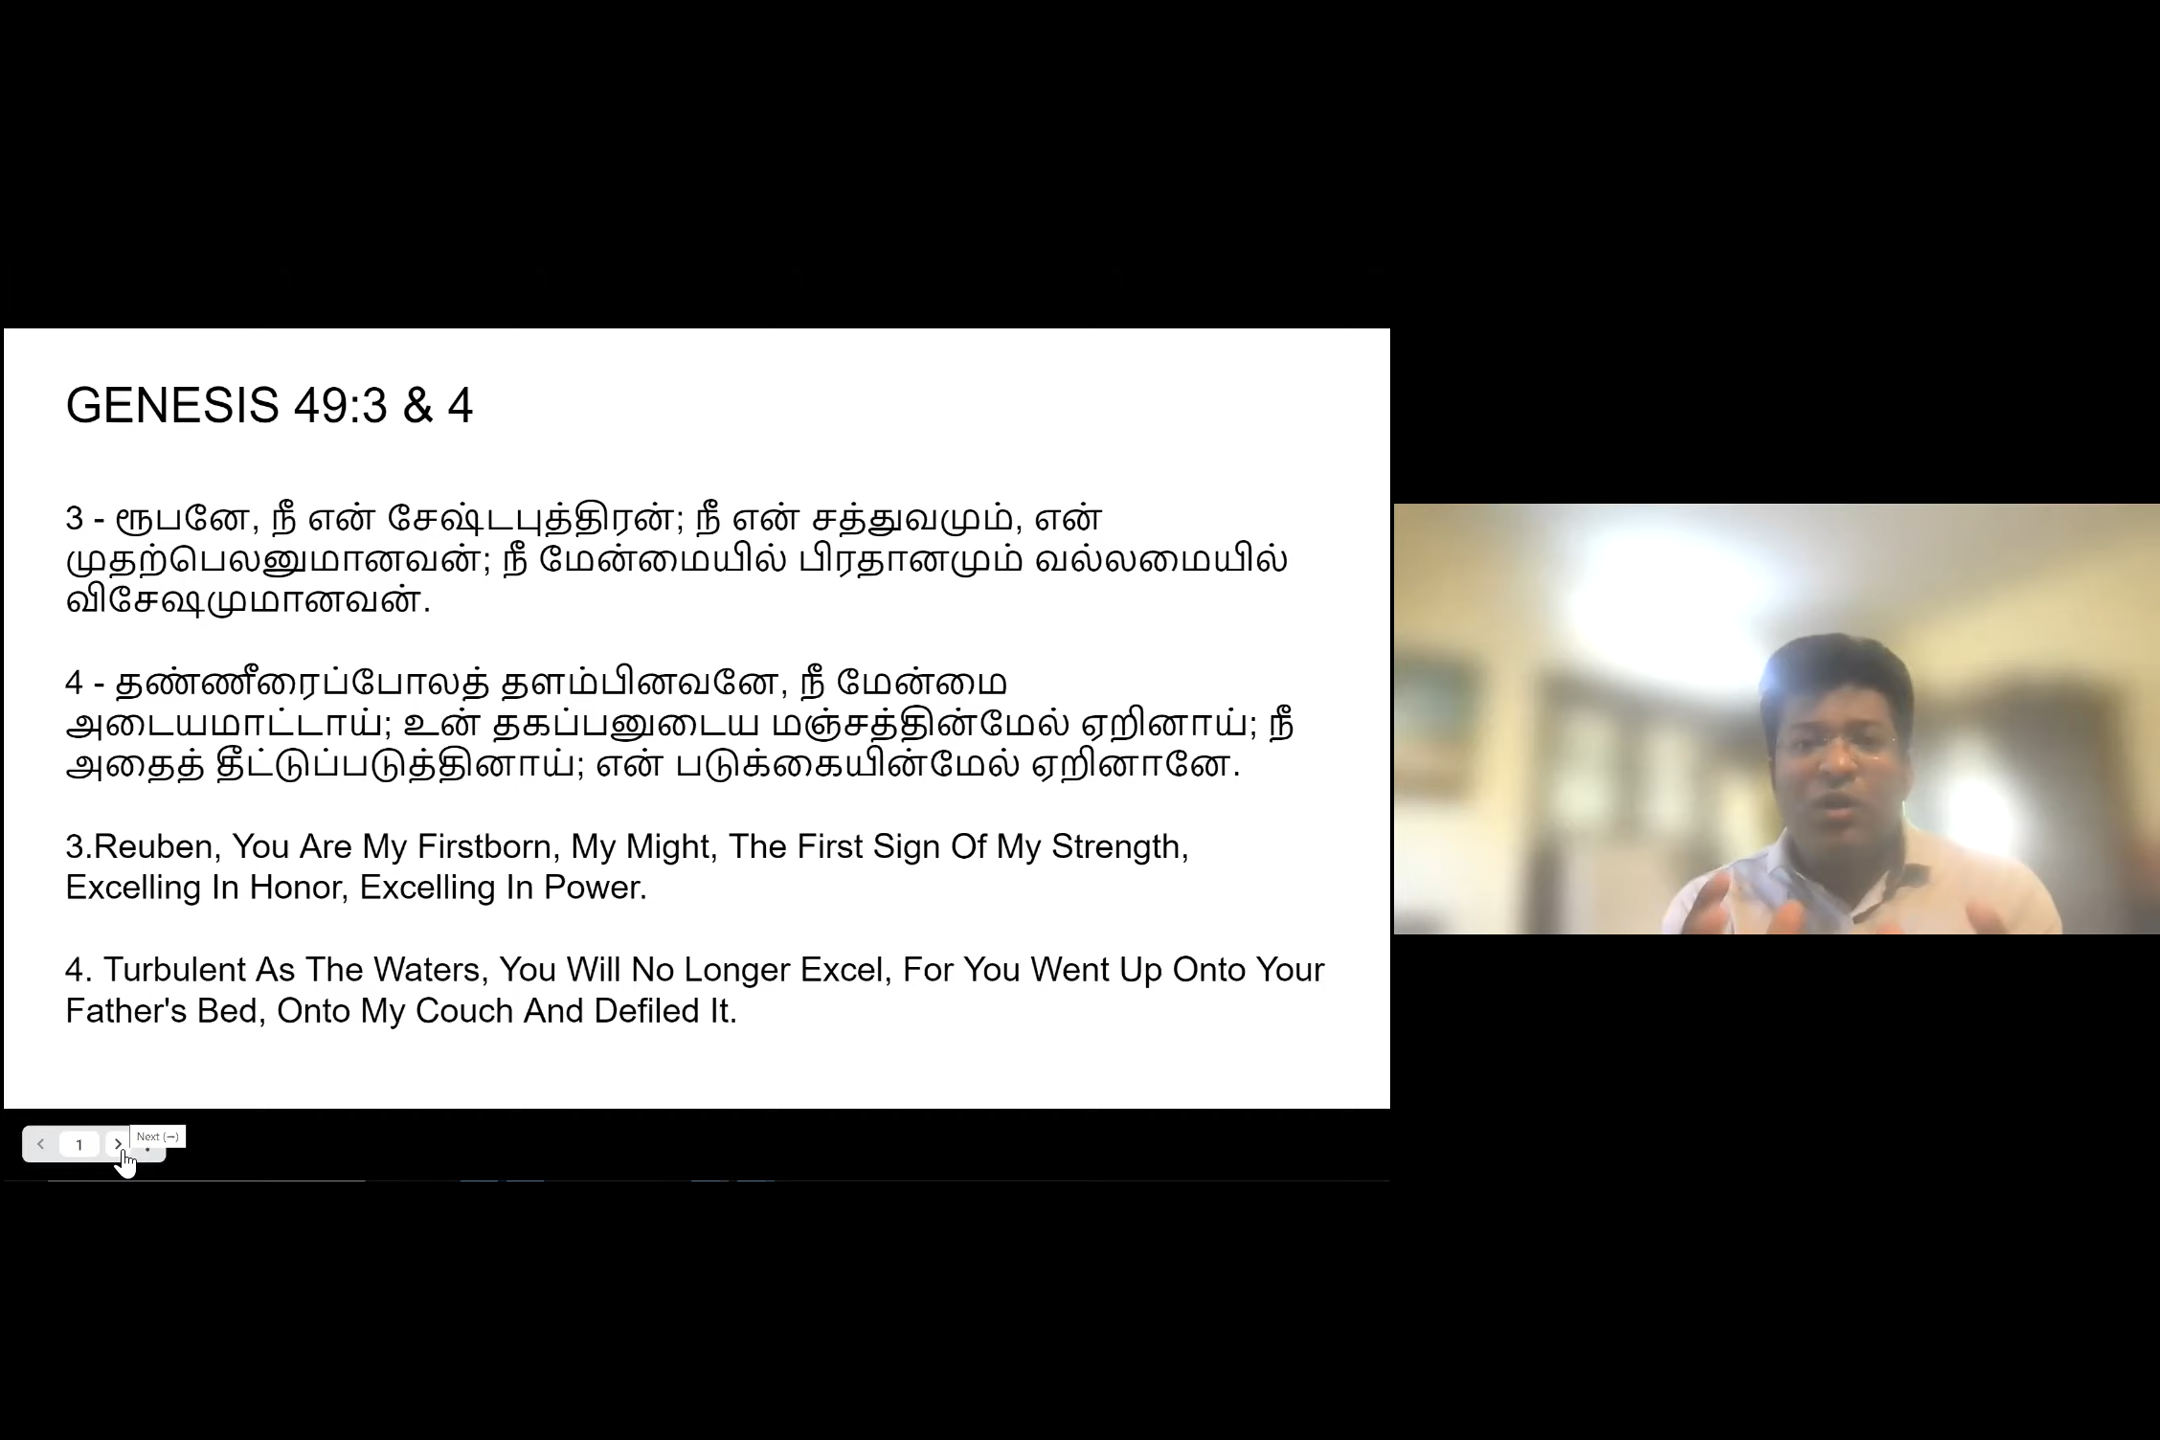 GENESIS 49:3 & 4
3 - ரூபனே, நீ என் சேஷ்டபுத்திரன்; நீ என் சத்துவமும், என்
முதற்பெலனுமானவன்; நீ மேன்மையில் பிரதானமும் வல்லமையில்
விசேஷமுமானவன்.
4 - தண்ணீரைப்போலத் தளம்பினவனே, நீ மேன்மை
அடையமாட்டாய்; உன் தகப்பனுடைய மஞ்சத்தின்மேல் ஏறினாய்; நீ
அதைத் தீட்டுப்படுத்தினாய்; என் படுக்கையின்மேல் ஏறினானே.
3.Reuben, You Are My Firstborn, My Might, The First Sign Of My Strength,
Excelling In Honor, Excelling In Power.
4. Turbulent As The Waters, You Will No Longer Excel, For You Went Up Onto Your
Father's Bed, Onto My Couch And Defiled It.
1
Next (→)